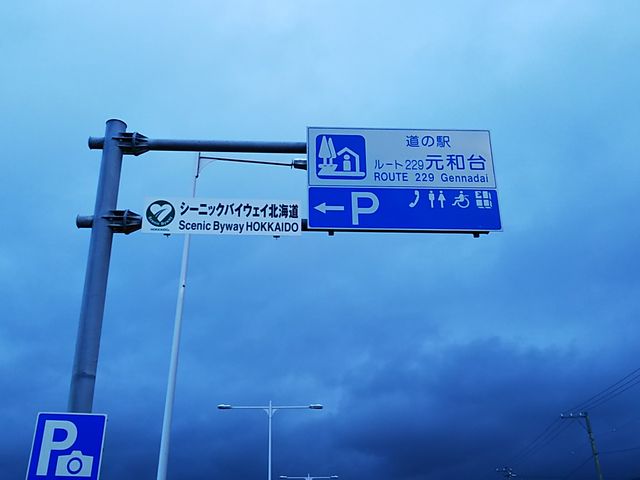 道の駅
ルート229元和台
ROUTE 229 Gennadai
P
シーニックバイウェイ北海道
Scenic Byway HOKKAIDO
P